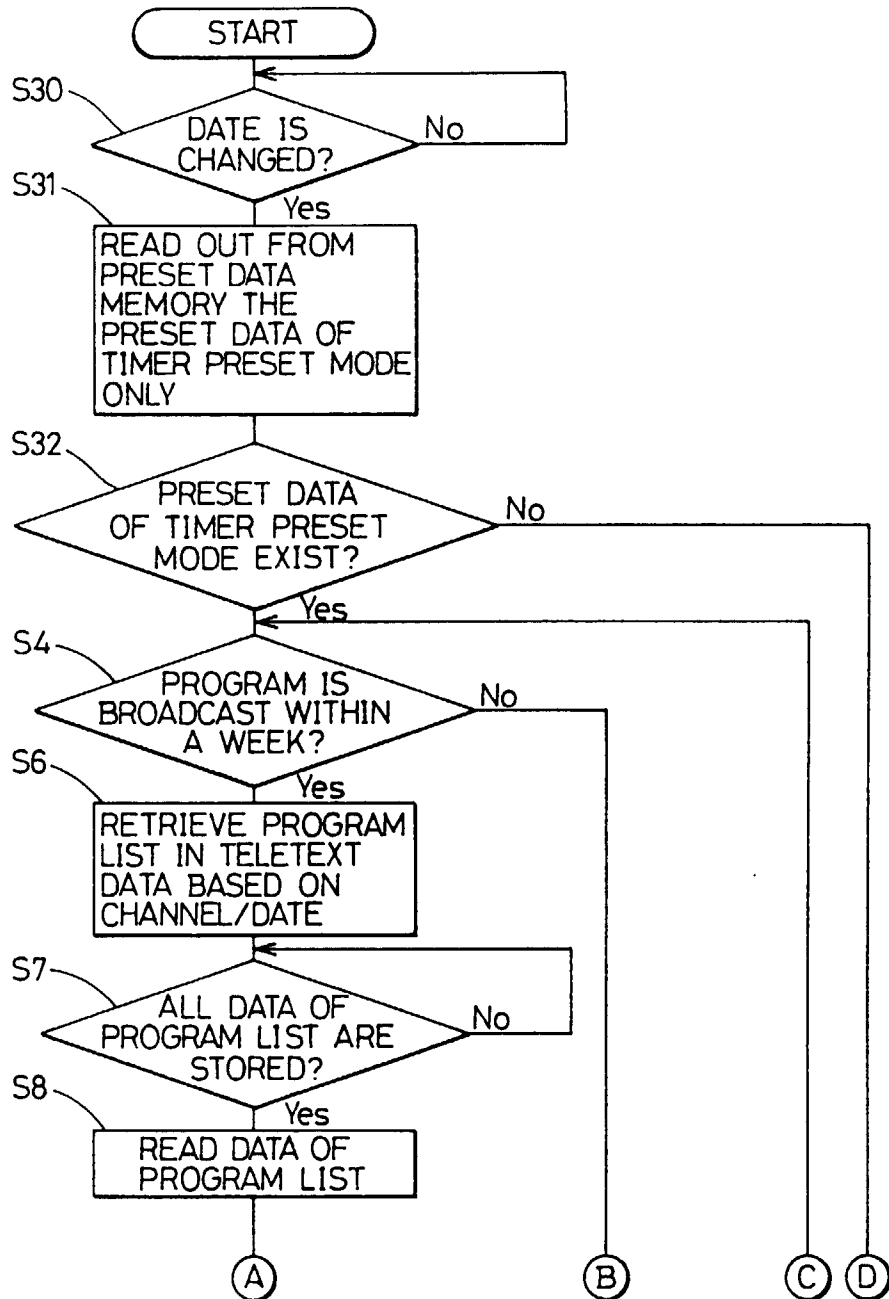 START
S30
DATE IS
CHANGED?
No
S31
Yes
READ OUT FROM
PRESET DATA
MEMORY THE
PRESET DATA OF
TIMER PRESET MODE
ONLY
S32
PRESET DATA
OF TIMER PRESET
MODE EXIST?
No
Yes
S4
PROGRAM IS
BROADCAST WITHIN
A WEEK?
No
S6
Yes
RETRIEVE PROGRAM
LIST IN TELETEXT
DATA BASED ON
CHANNEL/DATE
S7
ALL DATA OF
PROGRAM LIST ARE
STORED?
No
S8
Yes
READ DATA OF
PROGRAM LIST
A B C D